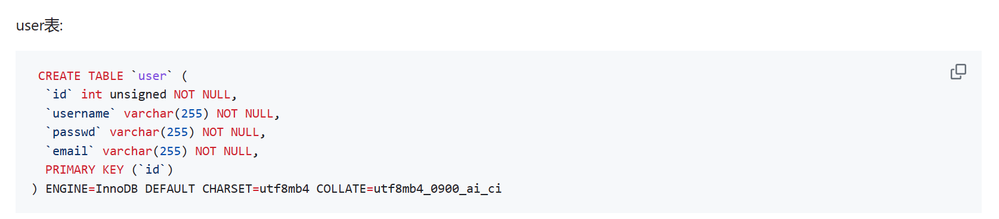 user表:
CREATE TABLE `user` (
`id` int unsigned NOT NULL,
`username` varchar(255) NOT NULL,
`passwd` varchar(255) NOT NULL,
`email` varchar(255) NOT NULL,
PRIMARY KEY (`id`)
) ENGINE=InnoDB DEFAULT CHARSET=utf8mb4 COLLATE=utf8mb4_0900_ai_ci